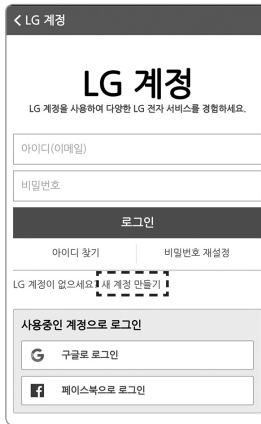 LG 계정
LG 계정
LG 계정을 사용하여 다양한 LG 전자 서비스를 경험하세요.
아이디(이메일)
비밀번호
로그인
아이디 찾기 비밀번호 재설정
LG 계정이 없으세요? 새 계정 만들기
사용중인 계정으로 로그인
G 구글로 로그인
f 페이스북으로 로그인